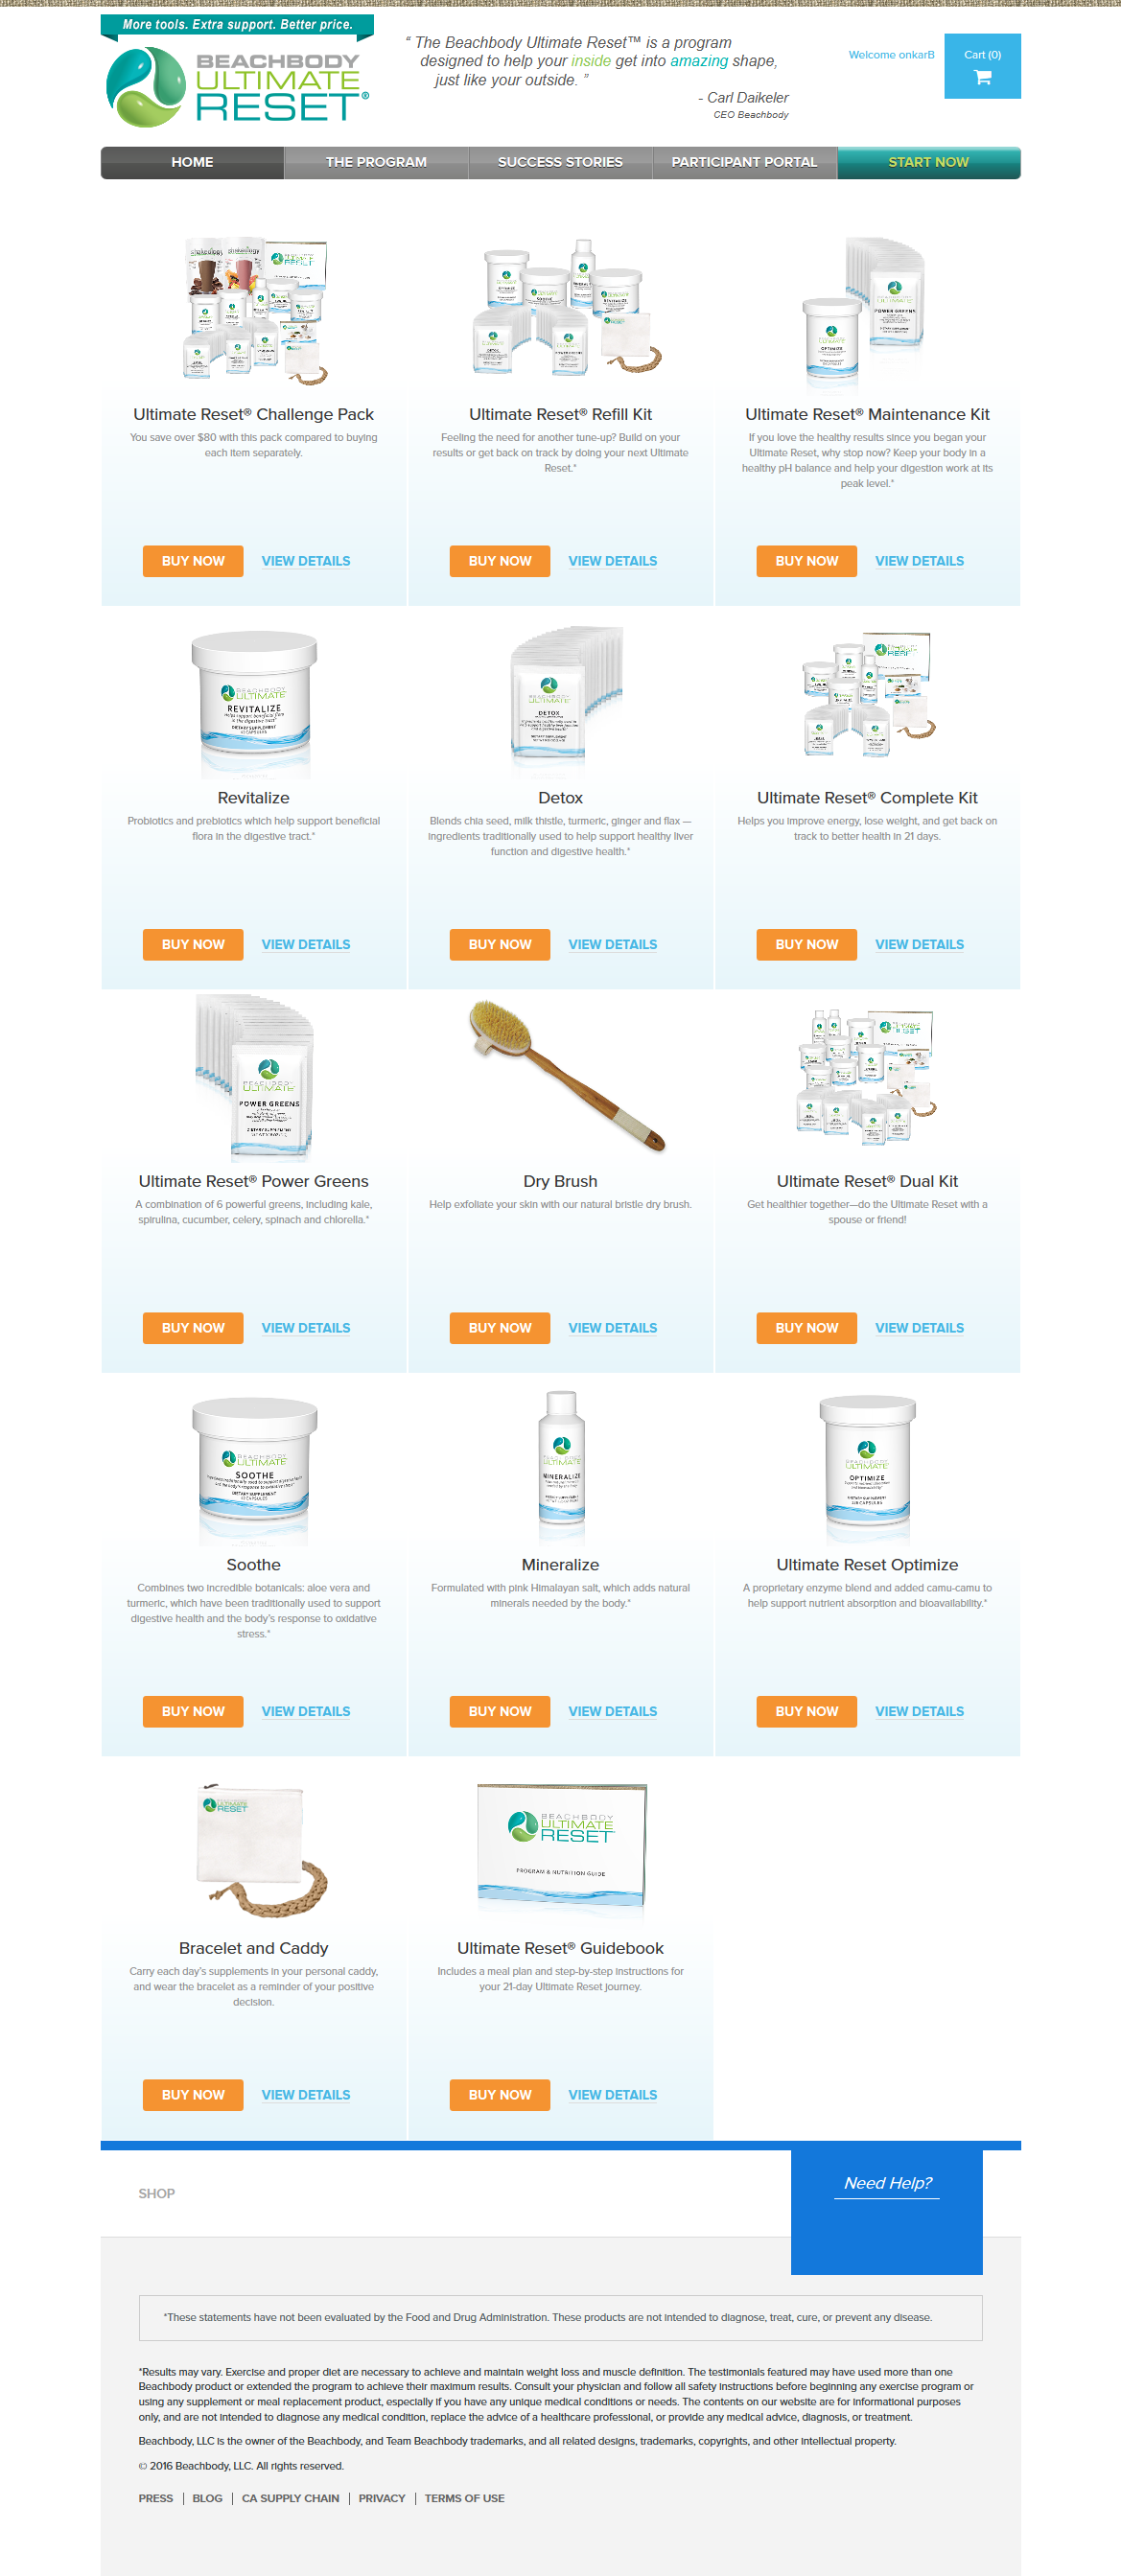 More tools. Extra support. Better price.
BEACHBODY
ULTIMATE
RESET®
“ The Beachbody Ultimate Reset™ is a program
designed to help your inside get into amazing shape,
just like your outside. ”
- Carl Daikeler
CEO Beachbody
Welcome onkarB
Cart (0)
HOME
THE PROGRAM
SUCCESS STORIES
PARTICIPANT PORTAL
START NOW
Ultimate Reset® Challenge Pack
You save over $80 with this pack compared to buying
each item separately.
BUY NOW
VIEW DETAILS
Ultimate Reset® Refill Kit
Feeling the need for another tune-up? Build on your
results or get back on track by doing your next Ultimate
Reset.*
BUY NOW
VIEW DETAILS
Ultimate Reset® Maintenance Kit
If you love the healthy results since you began your
Ultimate Reset, why stop now? Keep your body in a
healthy pH balance and help your digestion work at its
peak level.*
BUY NOW
VIEW DETAILS
BEACHBODY
ULTIMATE
REVITALIZE
Revitalize
Probiotics and prebiotics which help support beneficial
flora in the digestive tract.*
BUY NOW
VIEW DETAILS
BEACHBODY
ULTIMATE
DETOX
Detox
Blends chia seed, milk thistle, turmeric, ginger and flax —
ingredients traditionally used to help support healthy liver
function and digestive health.*
BUY NOW
VIEW DETAILS
Ultimate Reset® Complete Kit
Helps you improve energy, lose weight, and get back on
track to better health in 21 days.
BUY NOW
VIEW DETAILS
BEACHBODY
ULTIMATE
POWER GREENS
Ultimate Reset® Power Greens
A combination of 6 powerful greens, including kale,
spirulina, cucumber, celery, spinach and chlorella.*
BUY NOW
VIEW DETAILS
Dry Brush
Help exfoliate your skin with our natural bristle dry brush.
BUY NOW
VIEW DETAILS
Ultimate Reset® Dual Kit
Get healthier together—do the Ultimate Reset with a
spouse or friend!
BUY NOW
VIEW DETAILS
BEACHBODY
ULTIMATE
SOOTHE
Soothe
Combines two incredible botanicals: aloe vera and
turmeric, which have been traditionally used to support
digestive health and the body's response to oxidative
stress.*
BUY NOW
VIEW DETAILS
BEACHBODY
ULTIMATE
MINERALIZE
Mineralize
Formulated with pink Himalayan salt, which adds natural
minerals needed by the body.*
BUY NOW
VIEW DETAILS
BEACHBODY
ULTIMATE
OPTIMIZE
Ultimate Reset Optimize
A proprietary enzyme blend and added camu-camu to
help support nutrient absorption and bioavailability.*
BUY NOW
VIEW DETAILS
ULTIMATE
RESET
Bracelet and Caddy
Carry each day's supplements in your personal caddy,
and wear the bracelet as a reminder of your positive
decision.
BUY NOW
VIEW DETAILS
BEACHBODY
ULTIMATE
RESET
PROGRAM & NUTRITION GUIDE
Ultimate Reset® Guidebook
Includes a meal plan and step-by-step instructions for
your 21-day Ultimate Reset journey.
BUY NOW
VIEW DETAILS
SHOP
Need Help?
*These statements have not been evaluated by the Food and Drug Administration. These products are not intended to diagnose, treat, cure, or prevent any disease.
*Results may vary. Exercise and proper diet are necessary to achieve and maintain weight loss and muscle definition. The testimonials featured may have used more than one
Beachbody product or extended the program to achieve their maximum results. Consult your physician and follow all safety instructions before beginning any exercise program or
using any supplement or meal replacement product, especially if you have any unique medical conditions or needs. The contents on our website are for informational purposes
only, and are not intended to diagnose any medical condition, replace the advice of a healthcare professional, or provide any medical advice, diagnosis, or treatment.
Beachbody, LLC is the owner of the Beachbody, and Team Beachbody trademarks, and all related designs, trademarks, copyrights, and other intellectual property.
© 2016 Beachbody, LLC. All rights reserved.
PRESS | BLOG | CA SUPPLY CHAIN | PRIVACY | TERMS OF USE